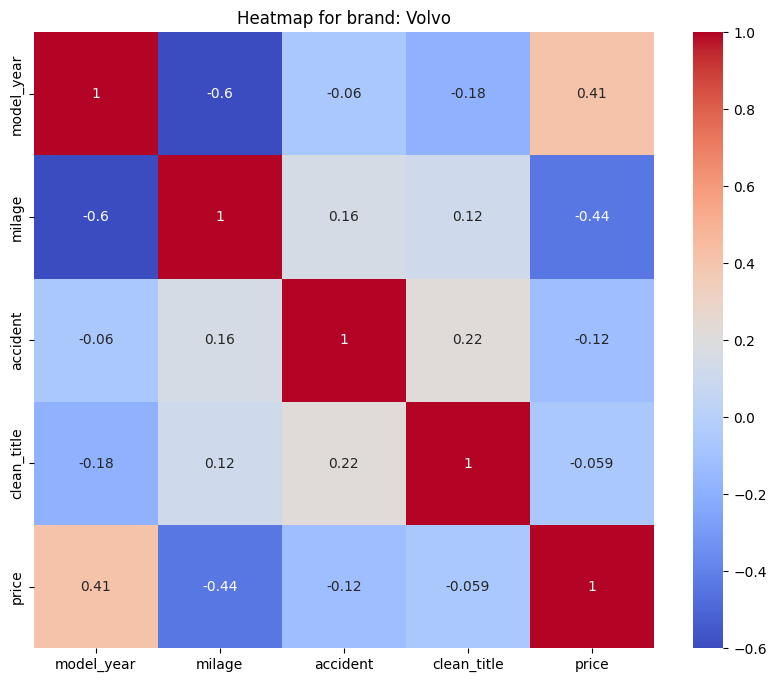 Heatmap for brand: Volvo
model_year 1 -0.6 -0.06 -0.18 0.41
milage -0.6 1 0.16 0.12 -0.44
accident -0.06 0.16 1 0.22 -0.12
clean_title -0.18 0.12 0.22 1 -0.059
price 0.41 -0.44 -0.12 -0.059 1
model_year milage accident clean_title price
1.0
0.8
0.6
0.4
0.2
0.0
−0.2
−0.4
−0.6